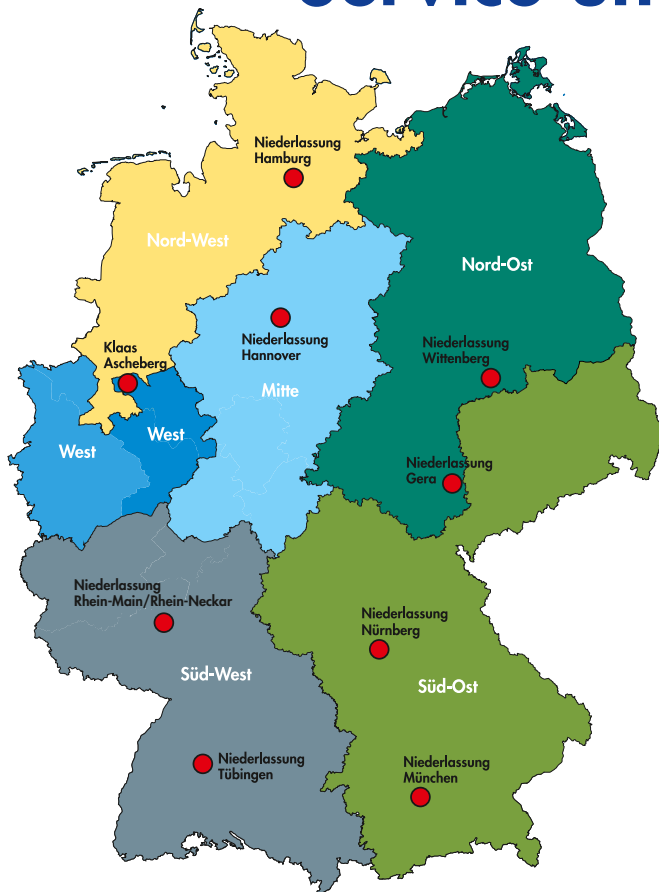 Niederlassung
Hamburg
Nord-West
Nord-Ost
Niederlassung
Hannover
Klaas
Ascheberg
Niederlassung
Wittenberg
Mitte
West
West
Niederlassung
Gera
Niederlassung
Rhein-Main/Rhein-Neckar
Niederlassung
Nürnberg
Süd-West
Süd-Ost
Niederlassung
Tübingen
Niederlassung
München